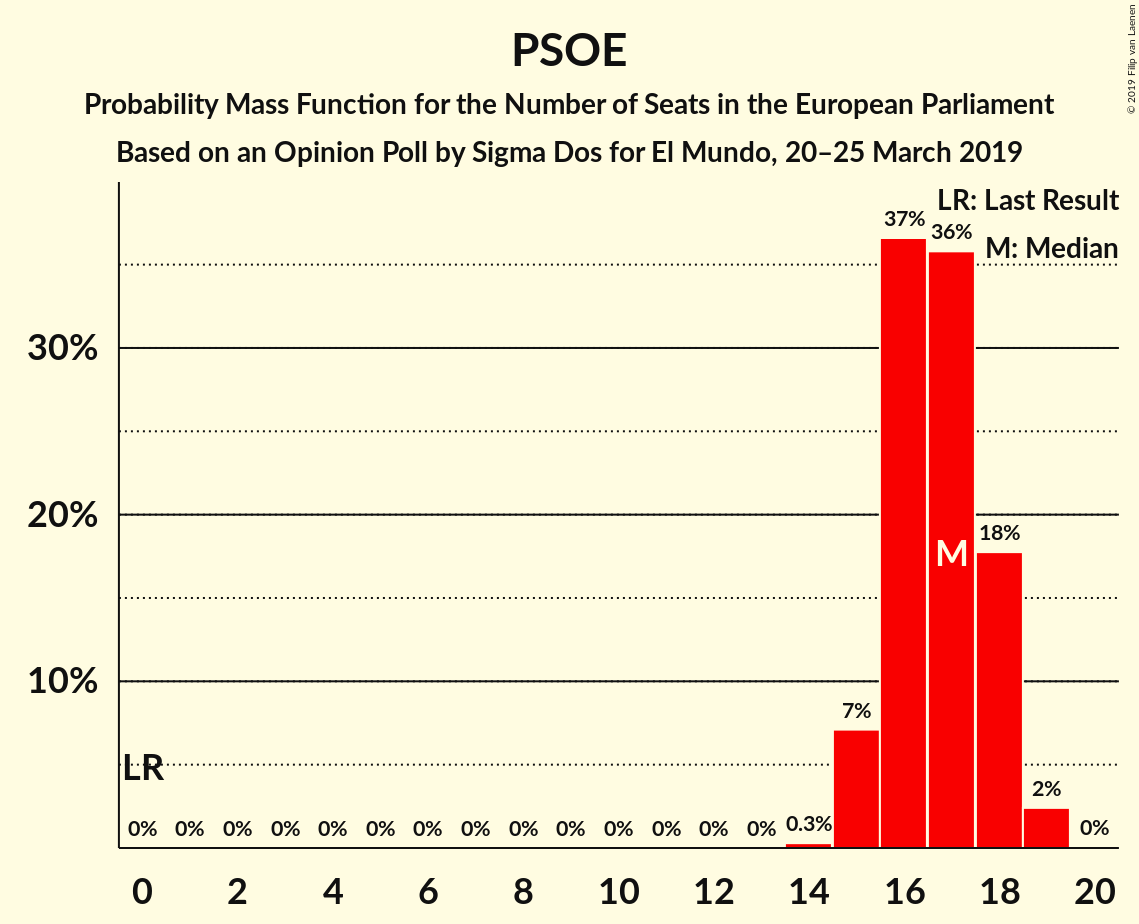 PSOE
Probability Mass Function for the Number of Seats in the European Parliament
Based on an Opinion Poll by Sigma Dos for El Mundo, 20–25 March 2019
© 2019 Filip van Laenen
LR: Last Result
M: Median
37%
36%
30%
20%
18%
M
10%
7%
LR
2%
0% 0% 0% 0% 0% 0% 0% 0% 0% 0% 0% 0% 0% 0% 0.3% 0%
0 2 4 6 8 10 12 14 16 18 20